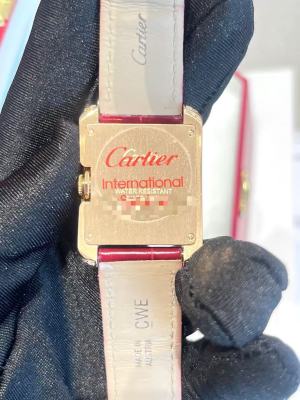 Cartier
Cartier
International
WATER RESISTANT
CWE
MADE IN
AUSTRIA